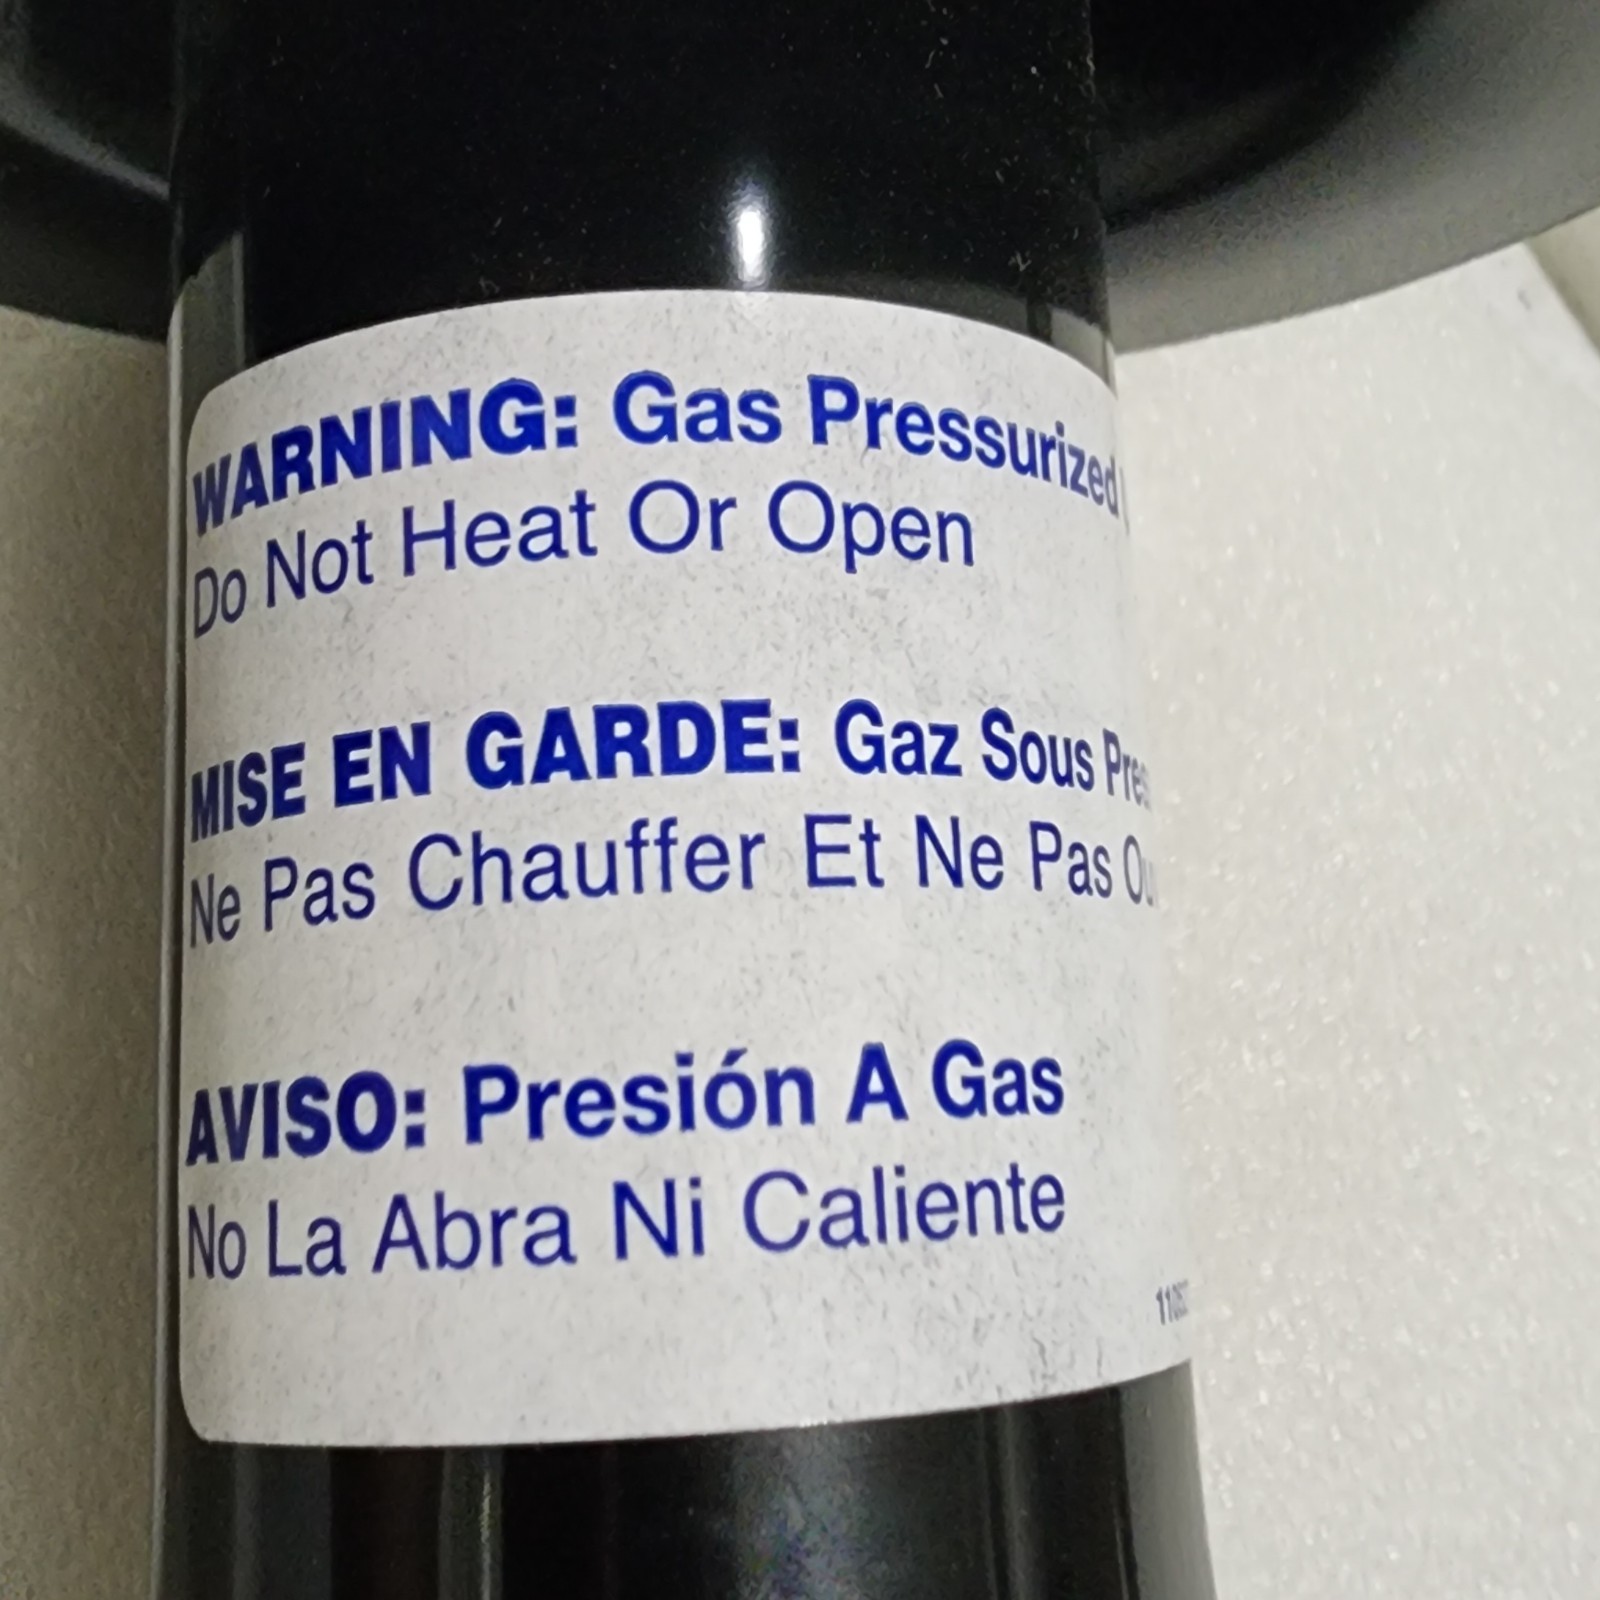 WARNING: Gas Pressurized
Do Not Heat Or Open
MISE EN GARDE: Gaz Sous
Ne Pas Chauffer Et Ne Pas
AVISO: Presión A Gas
No La Abra Ni Caliente